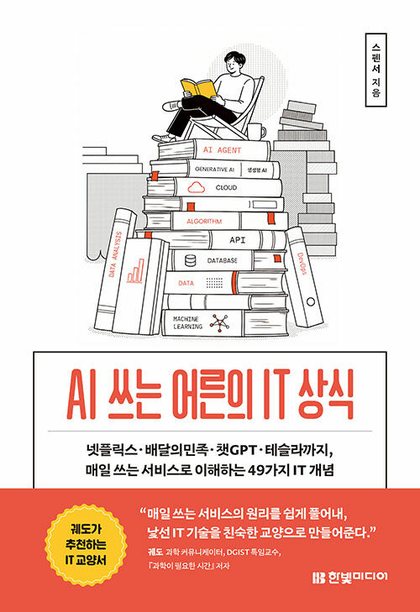 스펜서 지음
AI AGENT
GENERATIVE AI 생성형 AI
CLOUD
ALGORITHM
API
DATABASE
DATA
MACHINE
LEARNING
DATA ANALYSIS
DevOps
AI 쓰는 어른의 IT 상식
넷플릭스·배달의민족·챗GPT·테슬라까지,
매일 쓰는 서비스로 이해하는 49가지 IT 개념
궤도가
추천하는
IT 교양서
“매일 쓰는 서비스의 원리를 쉽게 풀어내,
낯선 IT 기술을 친숙한 교양으로 만들어준다.”
궤도 과학 커뮤니케이터, DGIST 특임교수,
『과학이 필요한 시간』 저자
한빛미디어